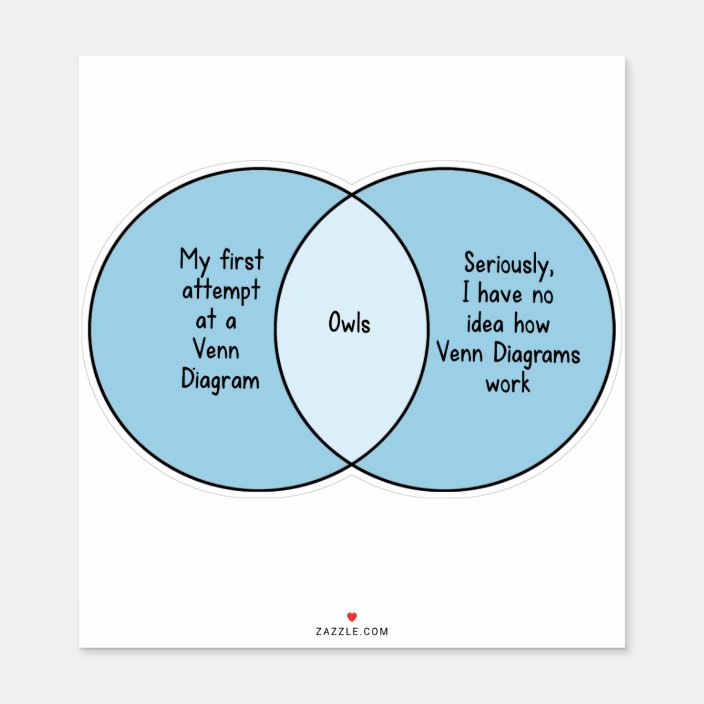 My first
attempt
at a
Venn
Diagram
Owls
Seriously,
I have no
idea how
Venn Diagrams
work
ZAZZLE.COM